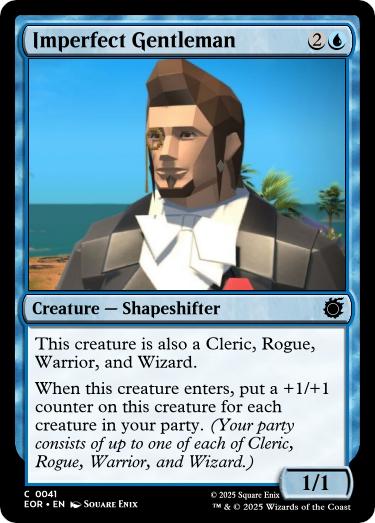 Imperfect Gentleman 2
Creature — Shapeshifter
This creature is also a Cleric, Rogue,
Warrior, and Wizard.
When this creature enters, put a +1/+1
counter on this creature for each
creature in your party. (Your party
consists of up to one of each of Cleric,
Rogue, Warrior, and Wizard.)
1/1
C 0041
EOR • EN Square Enix
© 2025 Square Enix
™ & © 2025 Wizards of the Coast